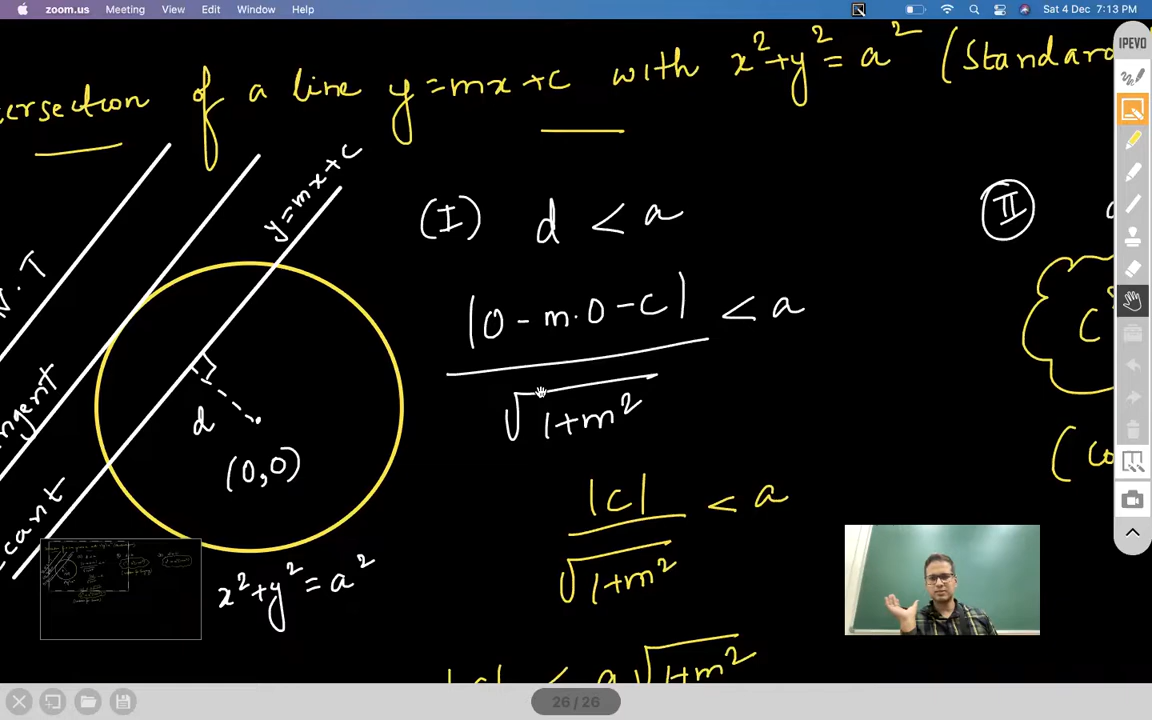 zoom.us Meeting View Edit Window Help Sat 4 Dec 7:13 PM
IPEVO
ersection of a line y=mx+c with x²+y²=a² (Standard
y=mx+c
(I) d < a
II
|0-m·0-c| < a
√1+m²
N.T
ngent
cant
d
(0,0)
|c| < a
√1+m²
x²+y²=a²
|c| < a√1+m²
C
(Co
26 / 26